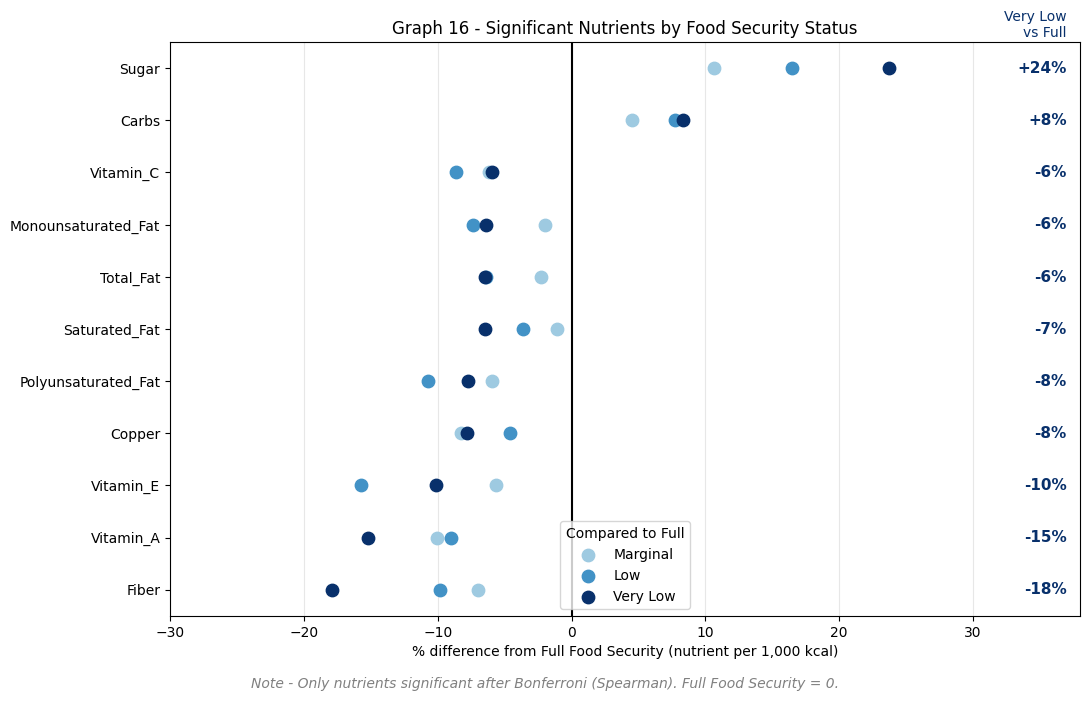 Graph 16 - Significant Nutrients by Food Security Status
Very Low
vs Full
Sugar +24%
Carbs +8%
Vitamin_C -6%
Monounsaturated_Fat -6%
Total_Fat -6%
Saturated_Fat -7%
Polyunsaturated_Fat -8%
Copper -8%
Vitamin_E -10%
Vitamin_A -15%
Fiber -18%
Compared to Full
Marginal
Low
Very Low
−30 −20 −10 0 10 20 30
% difference from Full Food Security (nutrient per 1,000 kcal)
Note - Only nutrients significant after Bonferroni (Spearman). Full Food Security = 0.